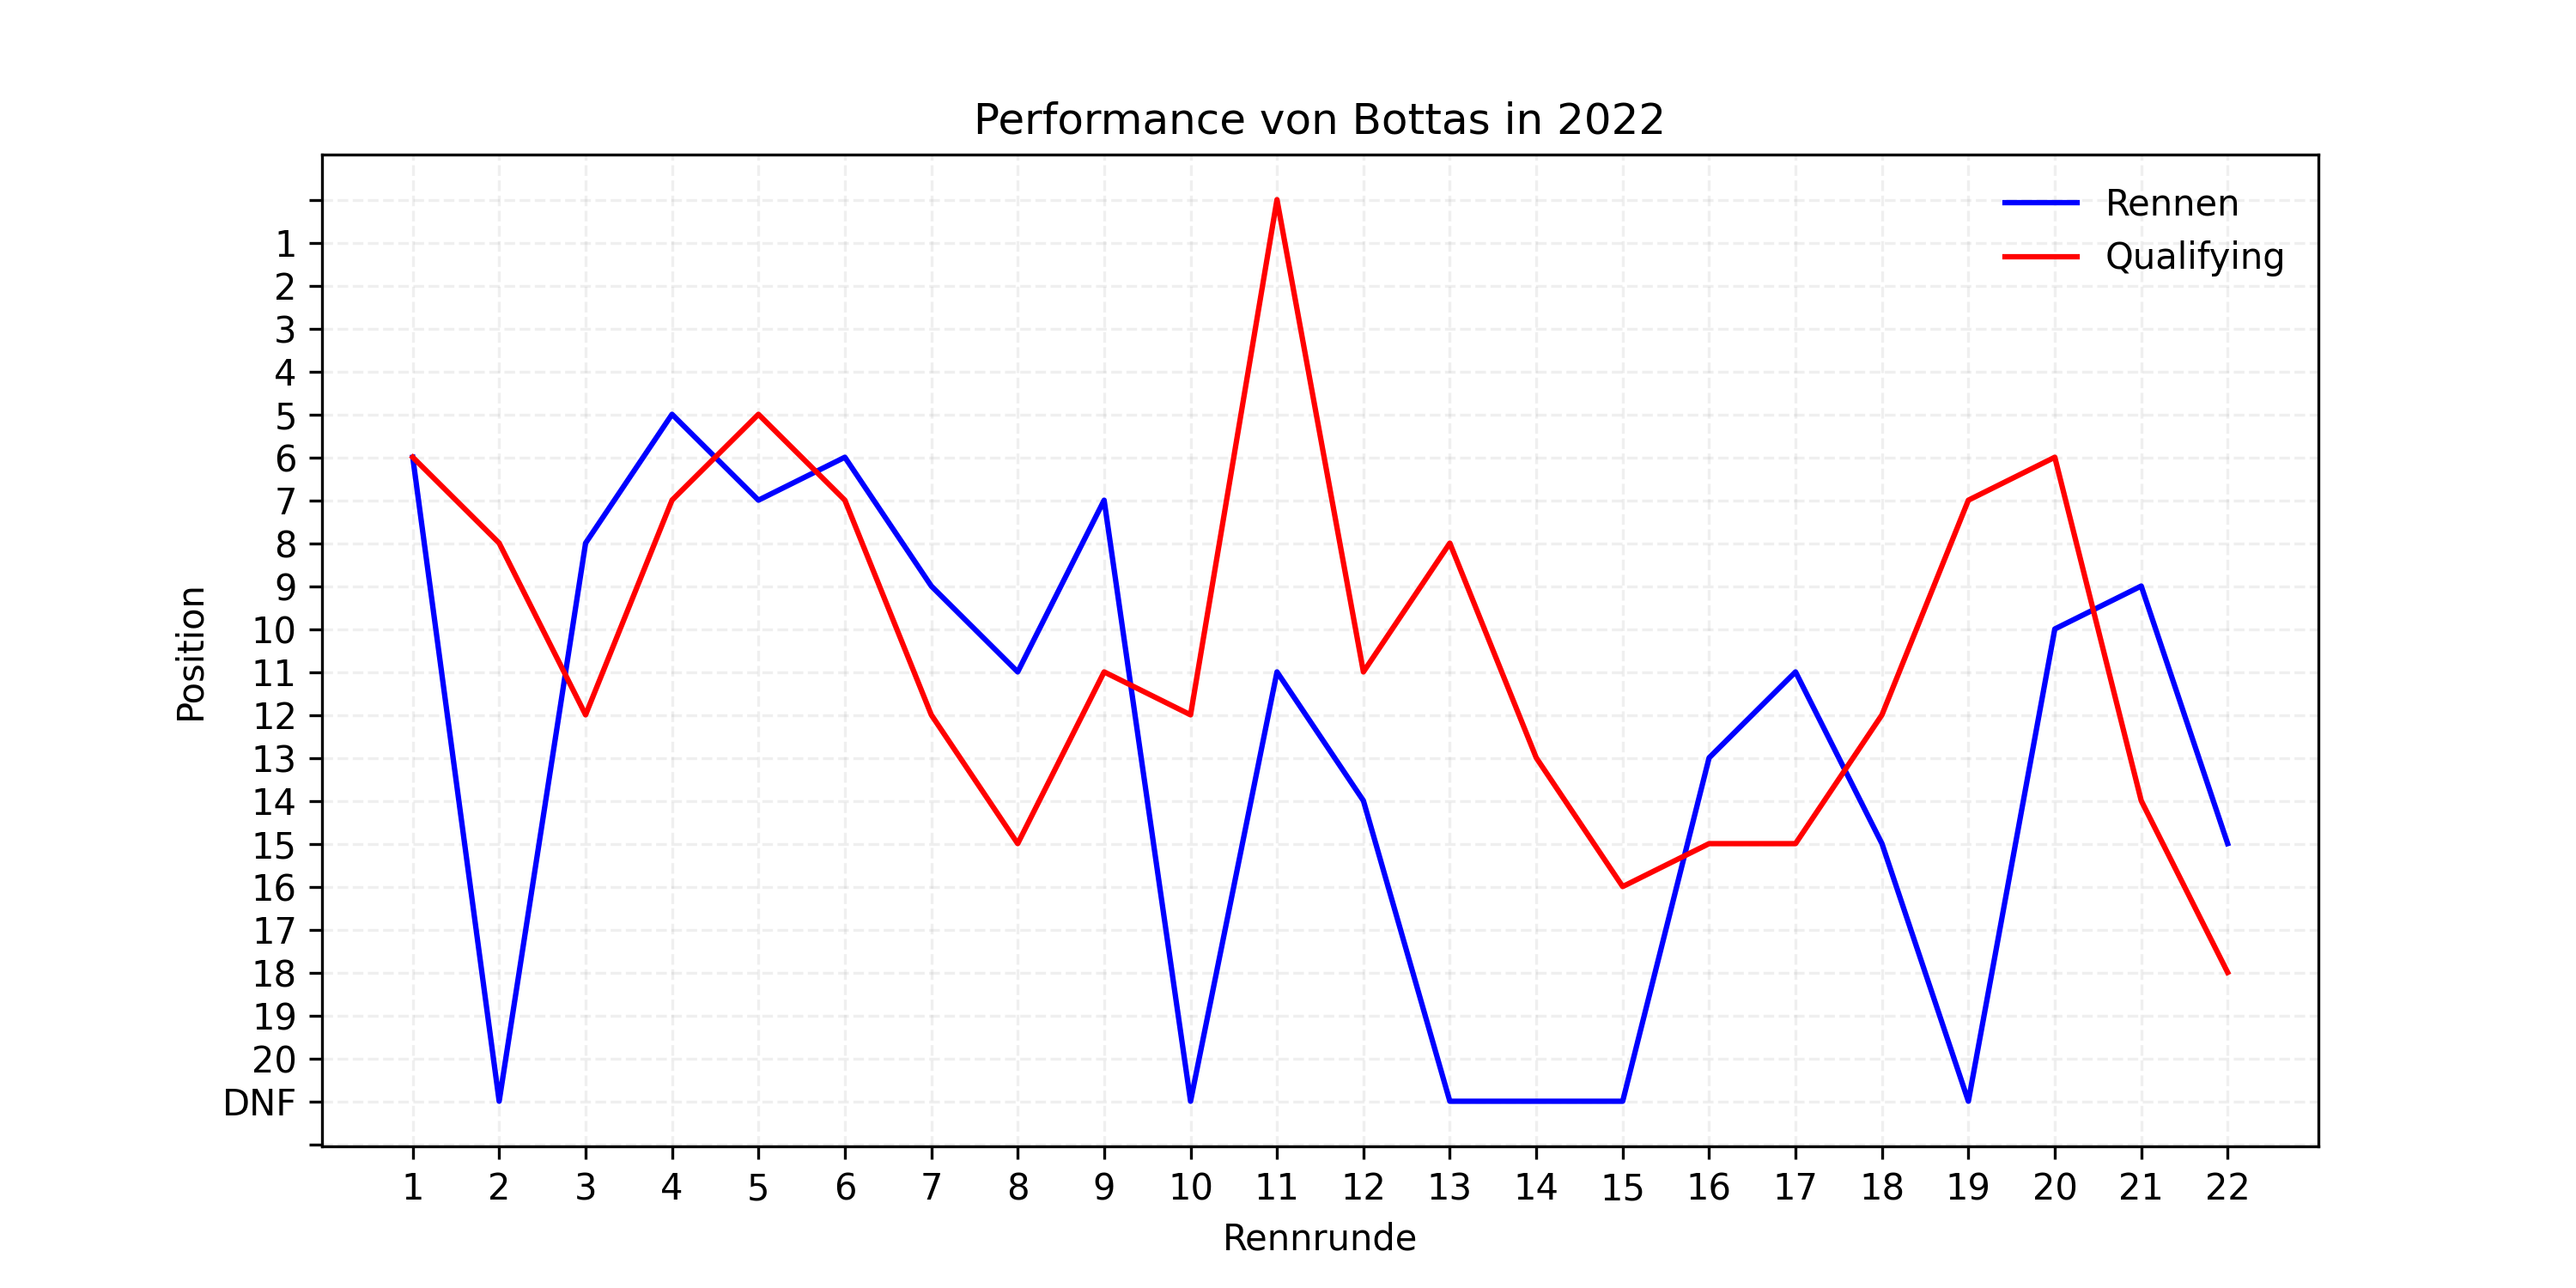 Performance von Bottas in 2022
Rennen
Qualifying
Position
1
2
3
4
5
6
7
8
9
10
11
12
13
14
15
16
17
18
19
20
DNF
1 2 3 4 5 6 7 8 9 10 11 12 13 14 15 16 17 18 19 20 21 22
Rennrunde